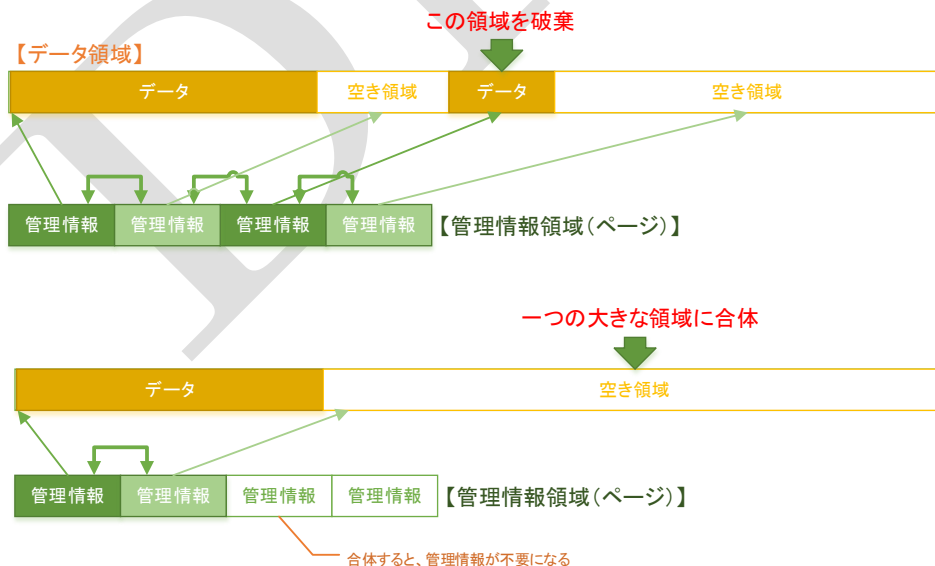 この領域を破棄
【データ領域】
データ 空き領域 データ 空き領域
管理情報 管理情報 管理情報 管理情報 【管理情報領域(ページ)】
一つの大きな領域に合体
データ 空き領域
管理情報 管理情報 管理情報 管理情報 【管理情報領域(ページ)】
合体すると、管理情報が不要になる